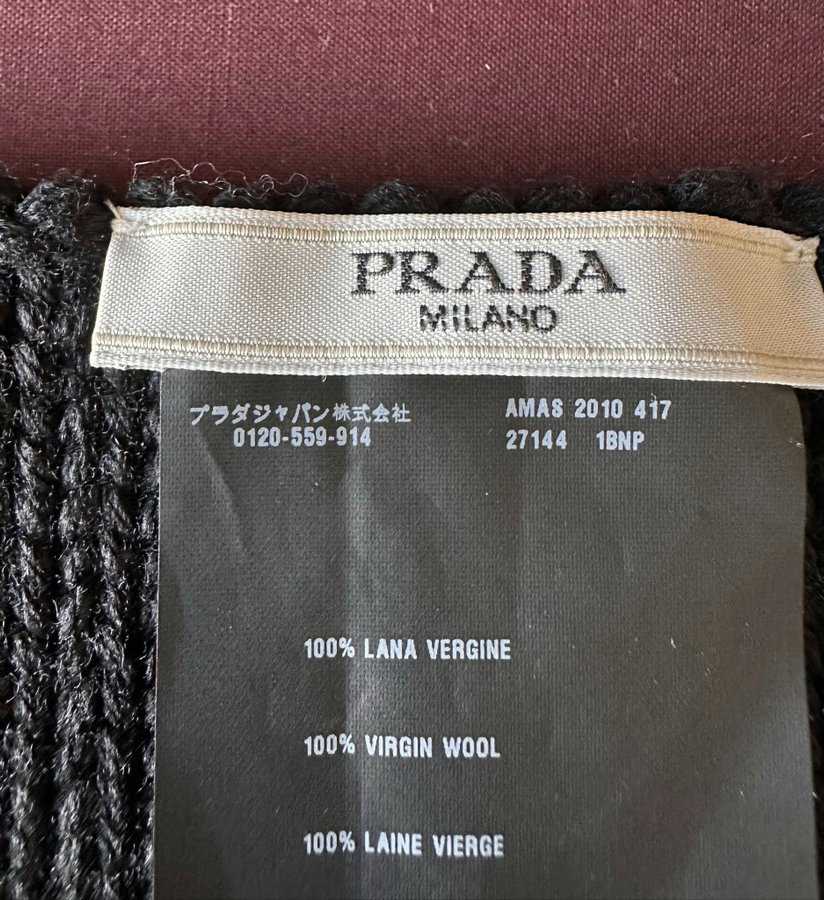 PRADA
MILANO
プラダジャパン株式会社
0120-559-914
AMAS 2010 417
27144 1BNP
100% LANA VERGINE
100% VIRGIN WOOL
100% LAINE VIERGE